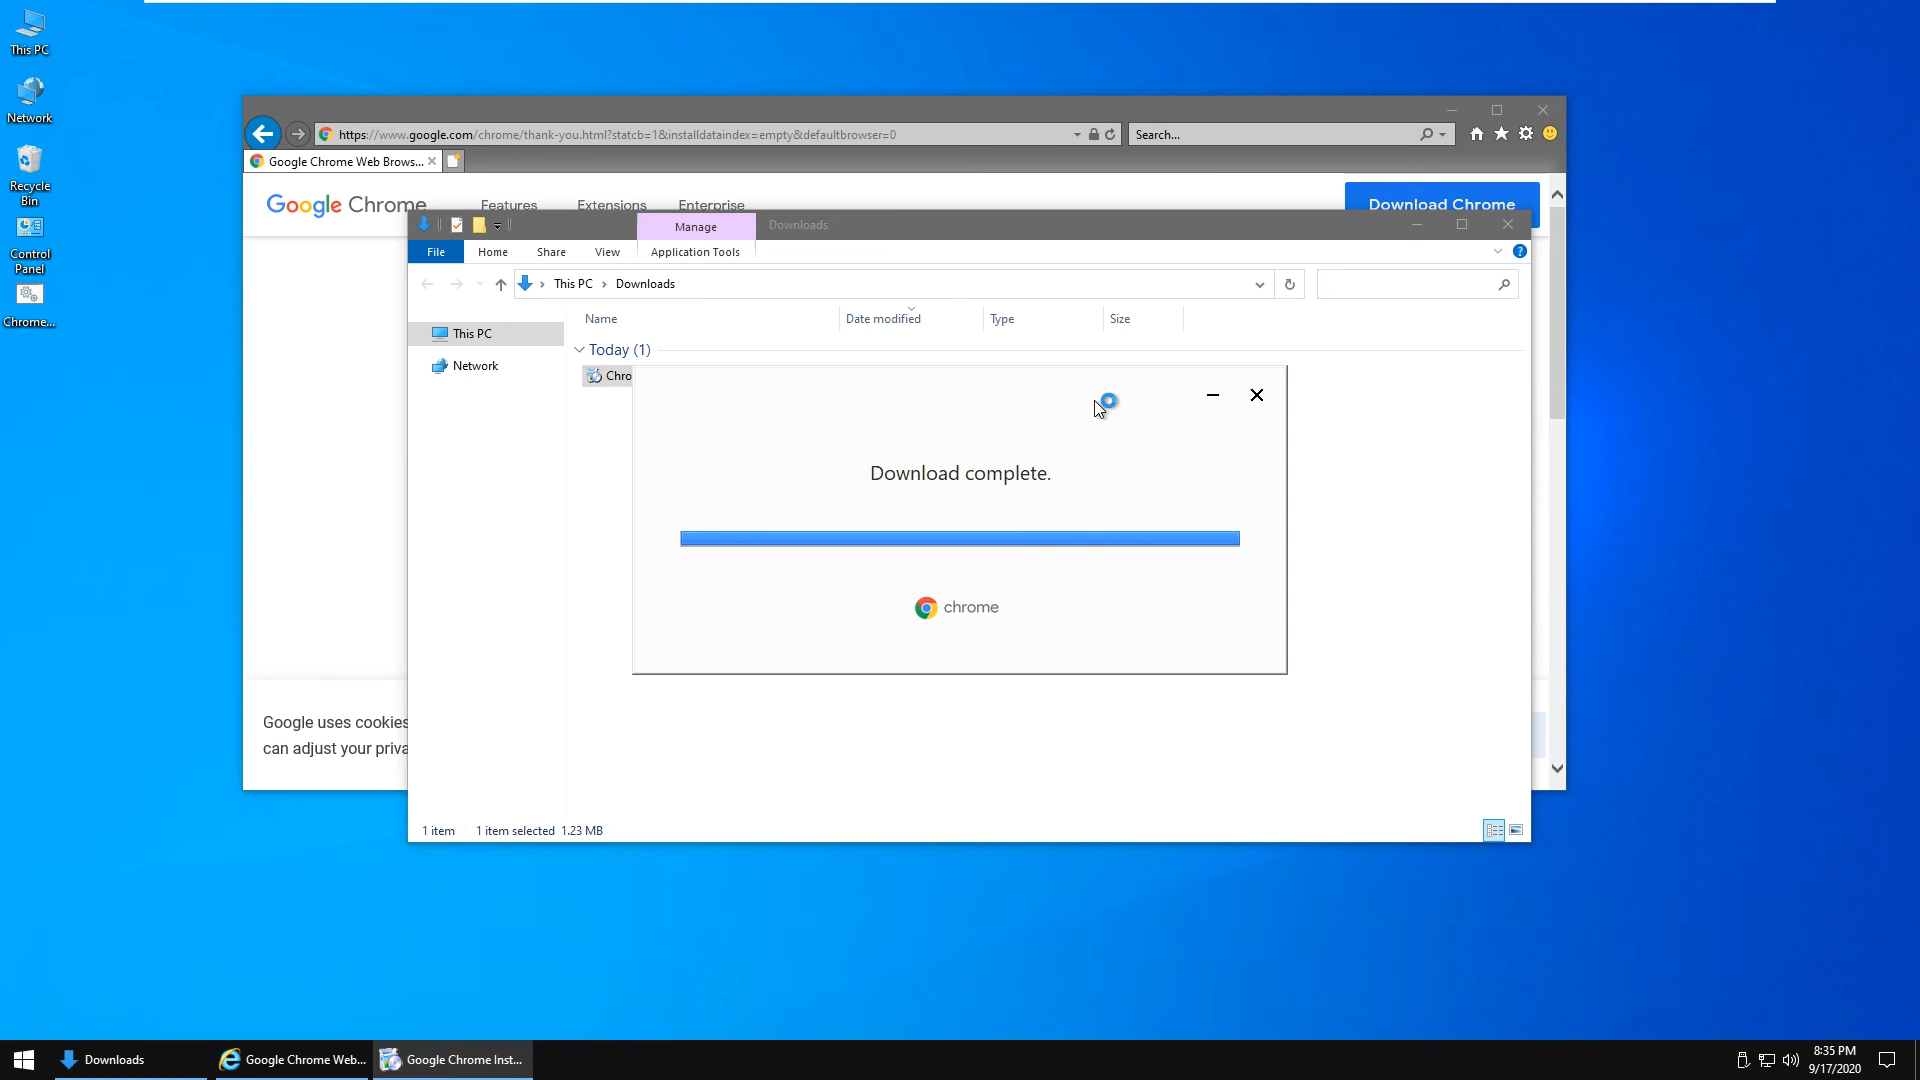 This PC
Network
Recycle
Bin
Control
Panel
Chrome...
https://www.google.com/chrome/thank-you.html?statcb=1&installdataindex=empty&defaultbrowser=0
Search...
Google Chrome Web Brows...
Google Chrome
Features
Extensions
Enterprise
Download Chrome
Manage
Downloads
File
Home
Share
View
Application Tools
This PC
Downloads
Name
Date modified
Type
Size
This PC
Network
Today (1)
Chro
Download complete.
chrome
Google uses cookies
can adjust your priva
1 item
1 item selected 1.23 MB
Downloads
Google Chrome Web...
Google Chrome Inst...
8:35 PM
9/17/2020